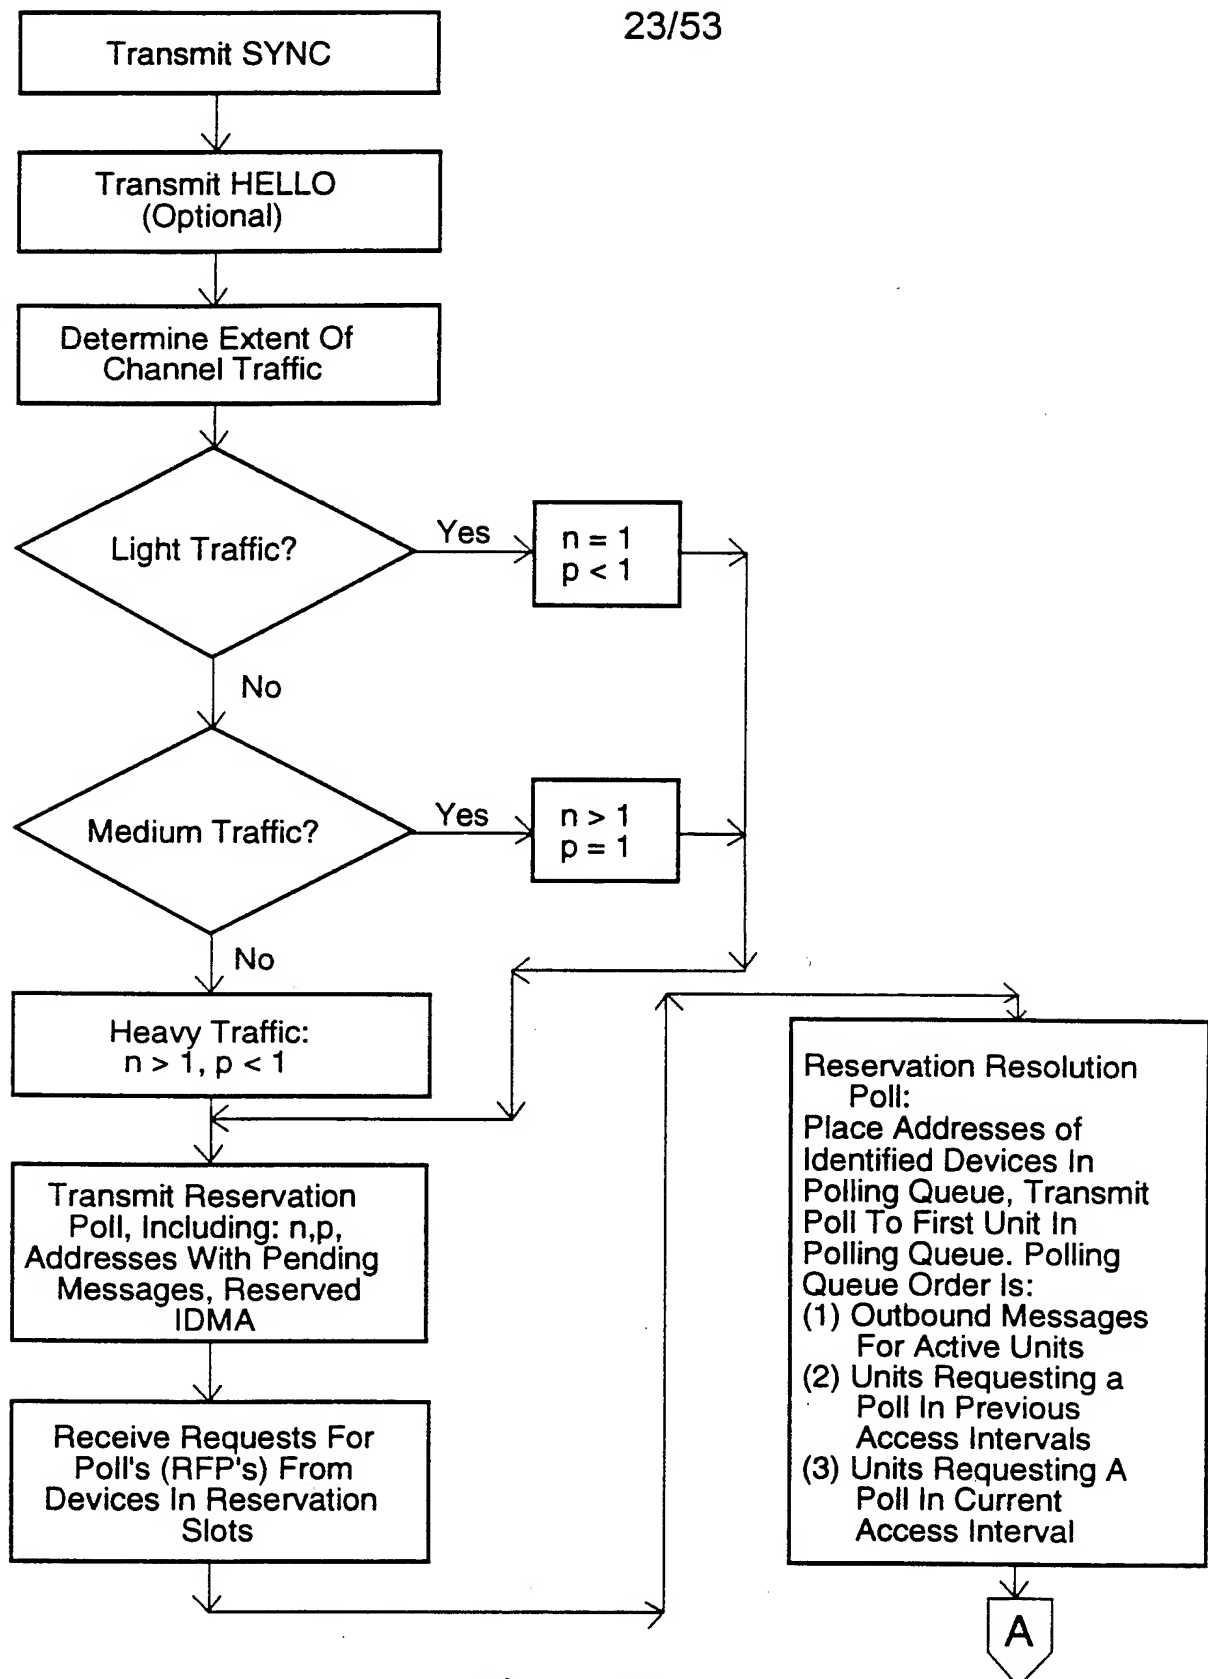 23/53
Transmit SYNC
Transmit HELLO
(Optional)
Determine Extent Of
Channel Traffic
Light Traffic?
Yes
n = 1
p < 1
No
Medium Traffic?
Yes
n > 1
p = 1
No
Heavy Traffic:
n > 1, p < 1
Transmit Reservation
Poll, Including: n,p,
Addresses With Pending
Messages, Reserved
IDMA
Receive Requests For
Poll's (RFP's) From
Devices In Reservation
Slots
Reservation Resolution
Poll:
Place Addresses of
Identified Devices In
Polling Queue, Transmit
Poll To First Unit In
Polling Queue. Polling
Queue Order Is:
(1) Outbound Messages
For Active Units
(2) Units Requesting a
Poll In Previous
Access Intervals
(3) Units Requesting A
Poll In Current
Access Interval
A